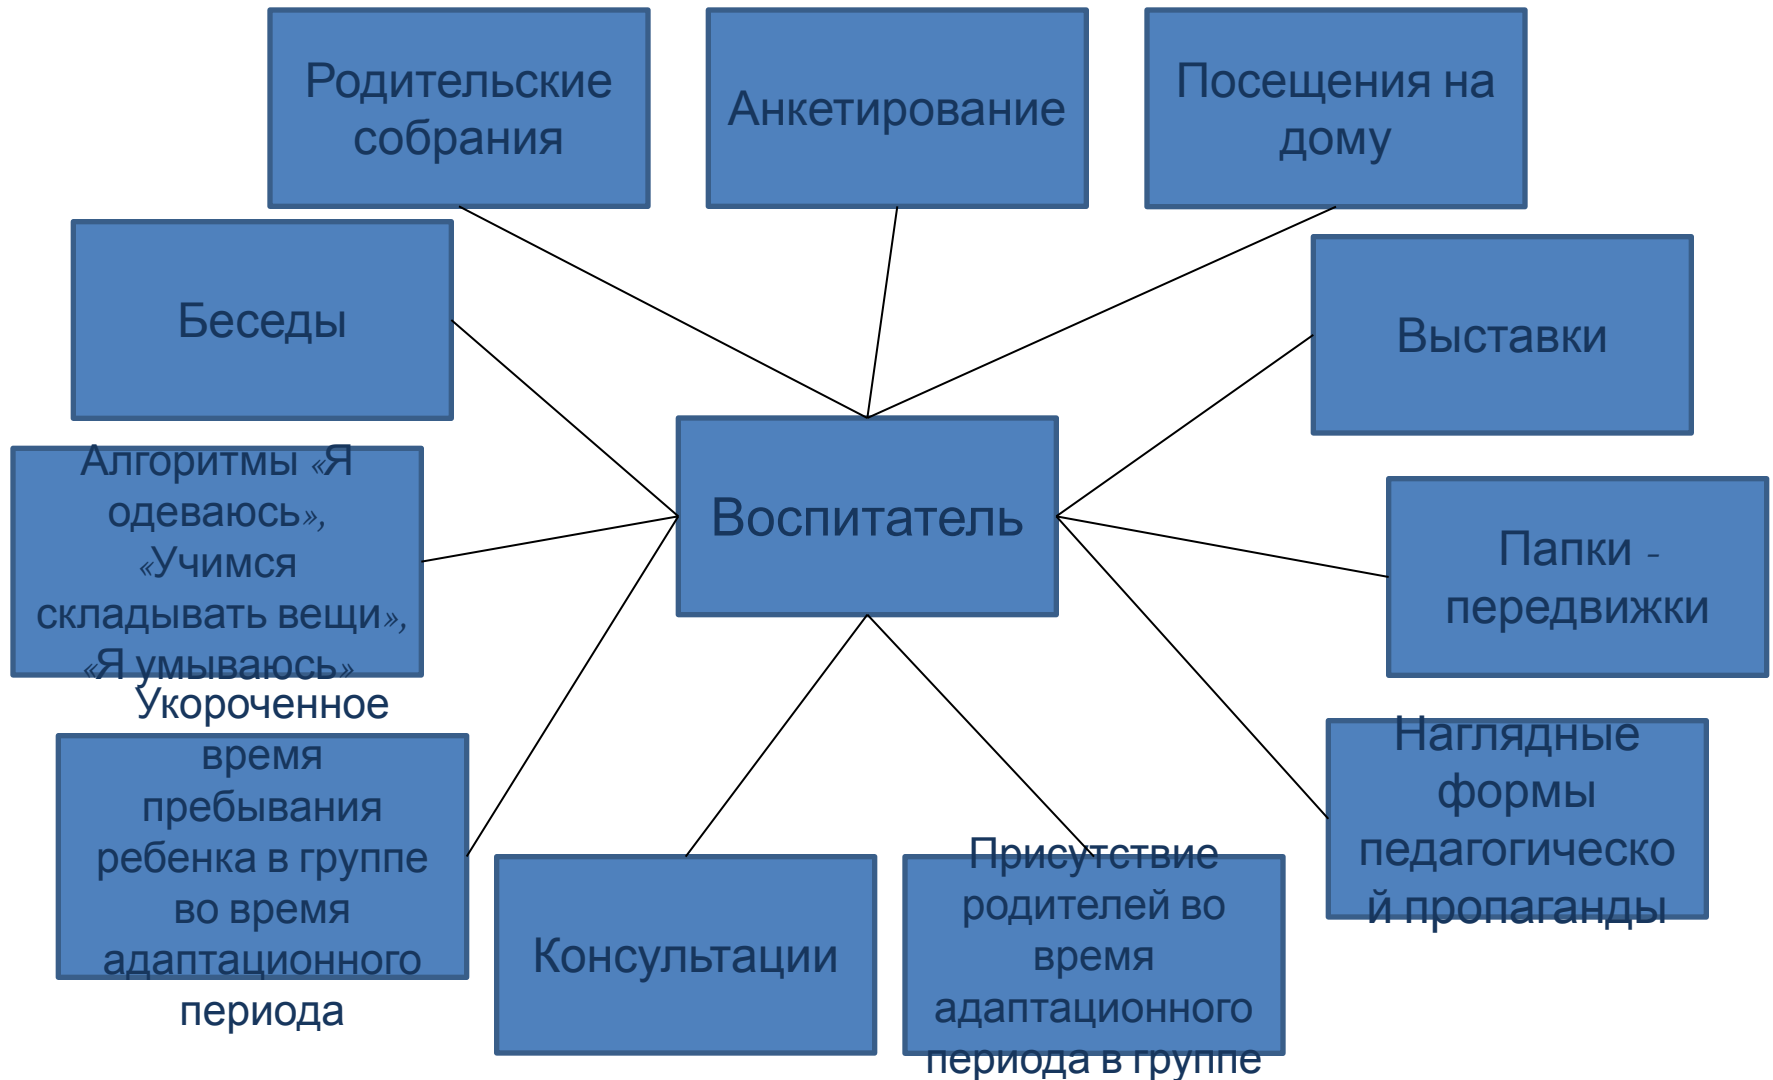 Родительские
собрания
Анкетирование
Посещения на
дому
Беседы
Выставки
Воспитатель
Алгоритмы «Я
одеваюсь»,
«Учимся
складывать вещи»,
«Я умываюсь»
Папки -
передвижки
Укороченное
время
пребывания
ребенка в группе
во время
адаптационного
периода
Консультации
Присутствие
родителей во
время
адаптационного
периода в группе
Наглядные
формы
педагогическо
й пропаганды